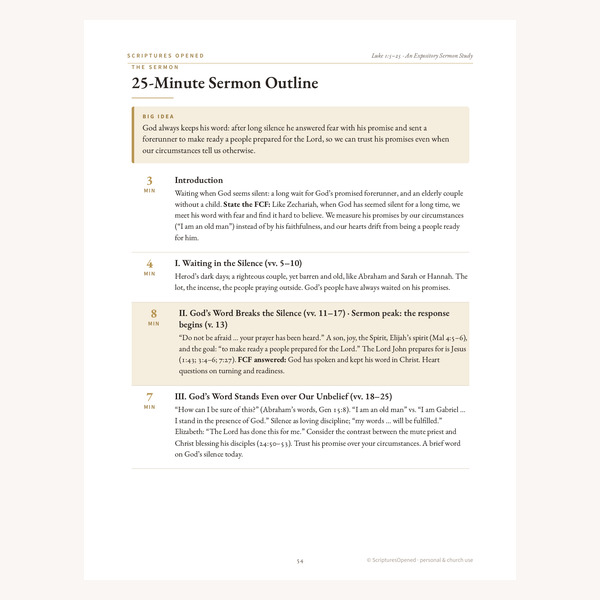 SCRIPTURES OPENED
Luke 1:5–25 · An Expository Sermon Study
THE SERMON
25-Minute Sermon Outline
BIG IDEA
God always keeps his word: after long silence he answered fear with his promise and sent a
forerunner to make ready a people prepared for the Lord, so we can trust his promises even when
our circumstances tell us otherwise.
3
MIN
Introduction
Waiting when God seems silent: a long wait for God's promised forerunner, and an elderly couple
without a child. State the FCF: Like Zechariah, when God has seemed silent for a long time, we
meet his word with fear and find it hard to believe. We measure his promises by our circumstances
("I am an old man") instead of by his faithfulness, and our hearts drift from being a people ready
for him.
4
MIN
I. Waiting in the Silence (vv. 5–10)
Herod's dark days; a righteous couple, yet barren and old, like Abraham and Sarah or Hannah. The
lot, the incense, the people praying outside. God's people have always waited on his promises.
8
MIN
II. God's Word Breaks the Silence (vv. 11–17) · Sermon peak: the response
begins (v. 13)
"Do not be afraid ... your prayer has been heard." A son, joy, the Spirit, Elijah's spirit (Mal 4:5–6),
and the goal: "to make ready a people prepared for the Lord." The Lord John prepares for is Jesus
(1:43; 3:4–6; 7:27). FCF answered: God has spoken and kept his word in Christ. Heart
questions on turning and readiness.
7
MIN
III. God's Word Stands Even over Our Unbelief (vv. 18–25)
"How can I be sure of this?" (Abraham's words, Gen 15:8). "I am an old man" vs. "I am Gabriel ...
I stand in the presence of God." Silence as loving discipline; "my words ... will be fulfilled."
Elizabeth: "The Lord has done this for me." Consider the contrast between the mute priest and
Christ blessing his disciples (24:50–53). Trust his promise over your circumstances. A brief word
on God's silence today.
54
© ScripturesOpened · personal & church use